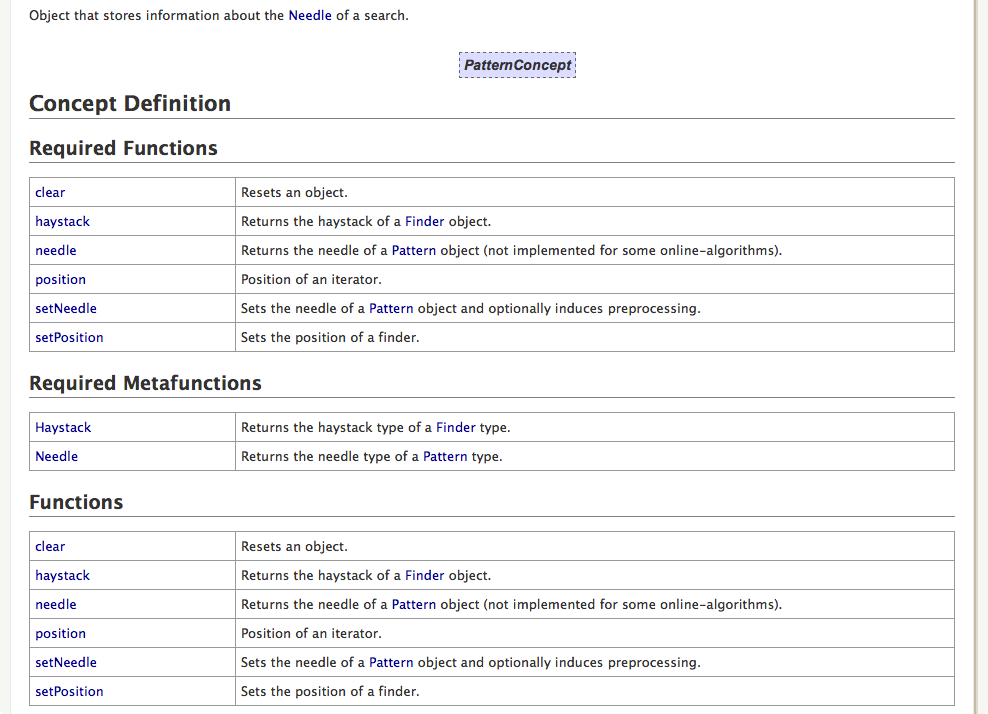 Object that stores information about the Needle of a search.
PatternConcept
Concept Definition
Required Functions
clear Resets an object.
haystack Returns the haystack of a Finder object.
needle Returns the needle of a Pattern object (not implemented for some online-algorithms).
position Position of an iterator.
setNeedle Sets the needle of a Pattern object and optionally induces preprocessing.
setPosition Sets the position of a finder.
Required Metafunctions
Haystack Returns the haystack type of a Finder type.
Needle Returns the needle type of a Pattern type.
Functions
clear Resets an object.
haystack Returns the haystack of a Finder object.
needle Returns the needle of a Pattern object (not implemented for some online-algorithms).
position Position of an iterator.
setNeedle Sets the needle of a Pattern object and optionally induces preprocessing.
setPosition Sets the position of a finder.